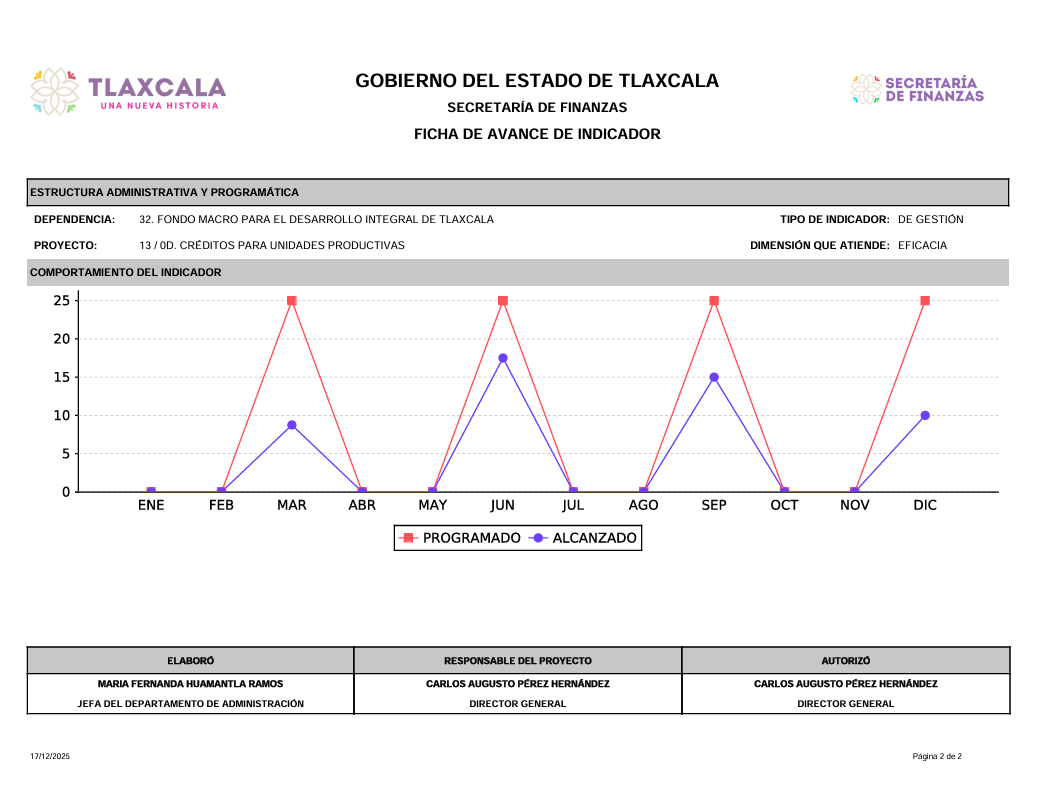 TLAXCALA
UNA NUEVA HISTORIA
GOBIERNO DEL ESTADO DE TLAXCALA
SECRETARÍA DE FINANZAS
FICHA DE AVANCE DE INDICADOR
SECRETARÍA
DE FINANZAS
ESTRUCTURA ADMINISTRATIVA Y PROGRAMÁTICA
DEPENDENCIA: 32. FONDO MACRO PARA EL DESARROLLO INTEGRAL DE TLAXCALA TIPO DE INDICADOR: DE GESTIÓN
PROYECTO: 13 / 0D. CRÉDITOS PARA UNIDADES PRODUCTIVAS DIMENSIÓN QUE ATIENDE: EFICACIA
COMPORTAMIENTO DEL INDICADOR
25
20
15
10
5
0
ENE FEB MAR ABR MAY JUN JUL AGO SEP OCT NOV DIC
PROGRAMADO ALCANZADO
ELABORÓ RESPONSABLE DEL PROYECTO AUTORIZÓ
MARIA FERNANDA HUAMANTLA RAMOS CARLOS AUGUSTO PÉREZ HERNÁNDEZ CARLOS AUGUSTO PÉREZ HERNÁNDEZ
JEFA DEL DEPARTAMENTO DE ADMINISTRACIÓN DIRECTOR GENERAL DIRECTOR GENERAL
17/12/2025 Página 2 de 2